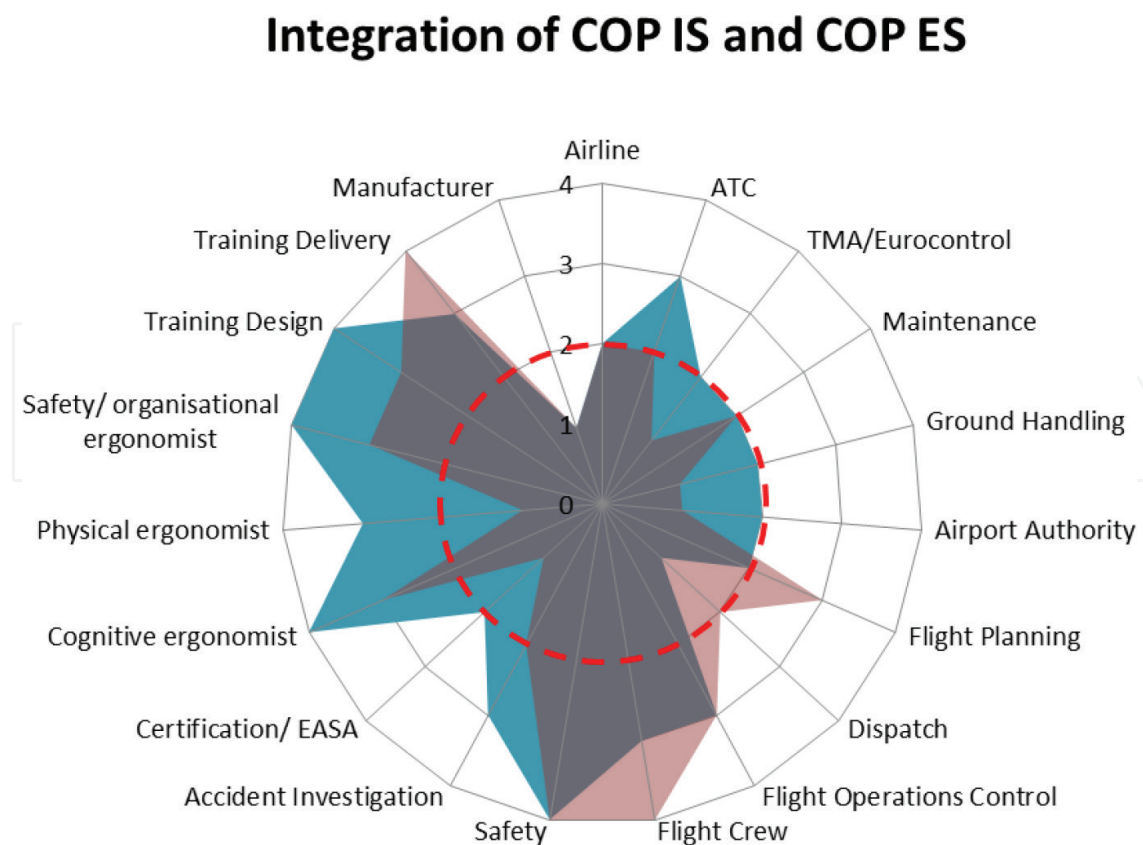 Integration of COP IS and COP ES
Airline
ATC
TMA/Eurocontrol
Maintenance
Ground Handling
Airport Authority
Flight Planning
Dispatch
Flight Operations Control
Flight Crew
Safety
Accident Investigation
Certification/ EASA
Cognitive ergonomist
Physical ergonomist
Safety/ organisational
ergonomist
Training Design
Training Delivery
Manufacturer
4
3
2
1
0